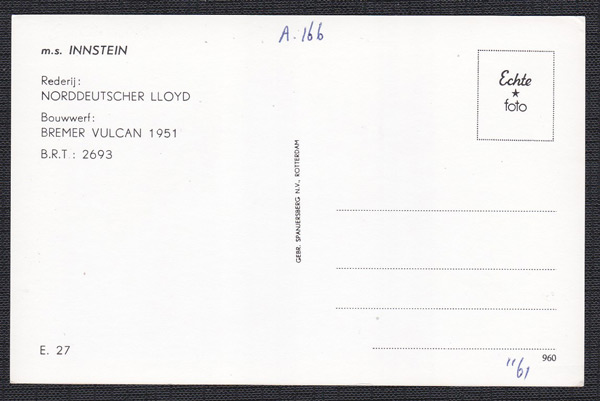 A. 166
m.s. INNSTEIN
Rederij:
NORDDEUTSCHER LLOYD
Bouwwerf:
BREMER VULCAN 1951
B.R.T.: 2693
Echte
★
foto
GEBR. SPANJERSBERG N.V., ROTTERDAM
E. 27
960
"61